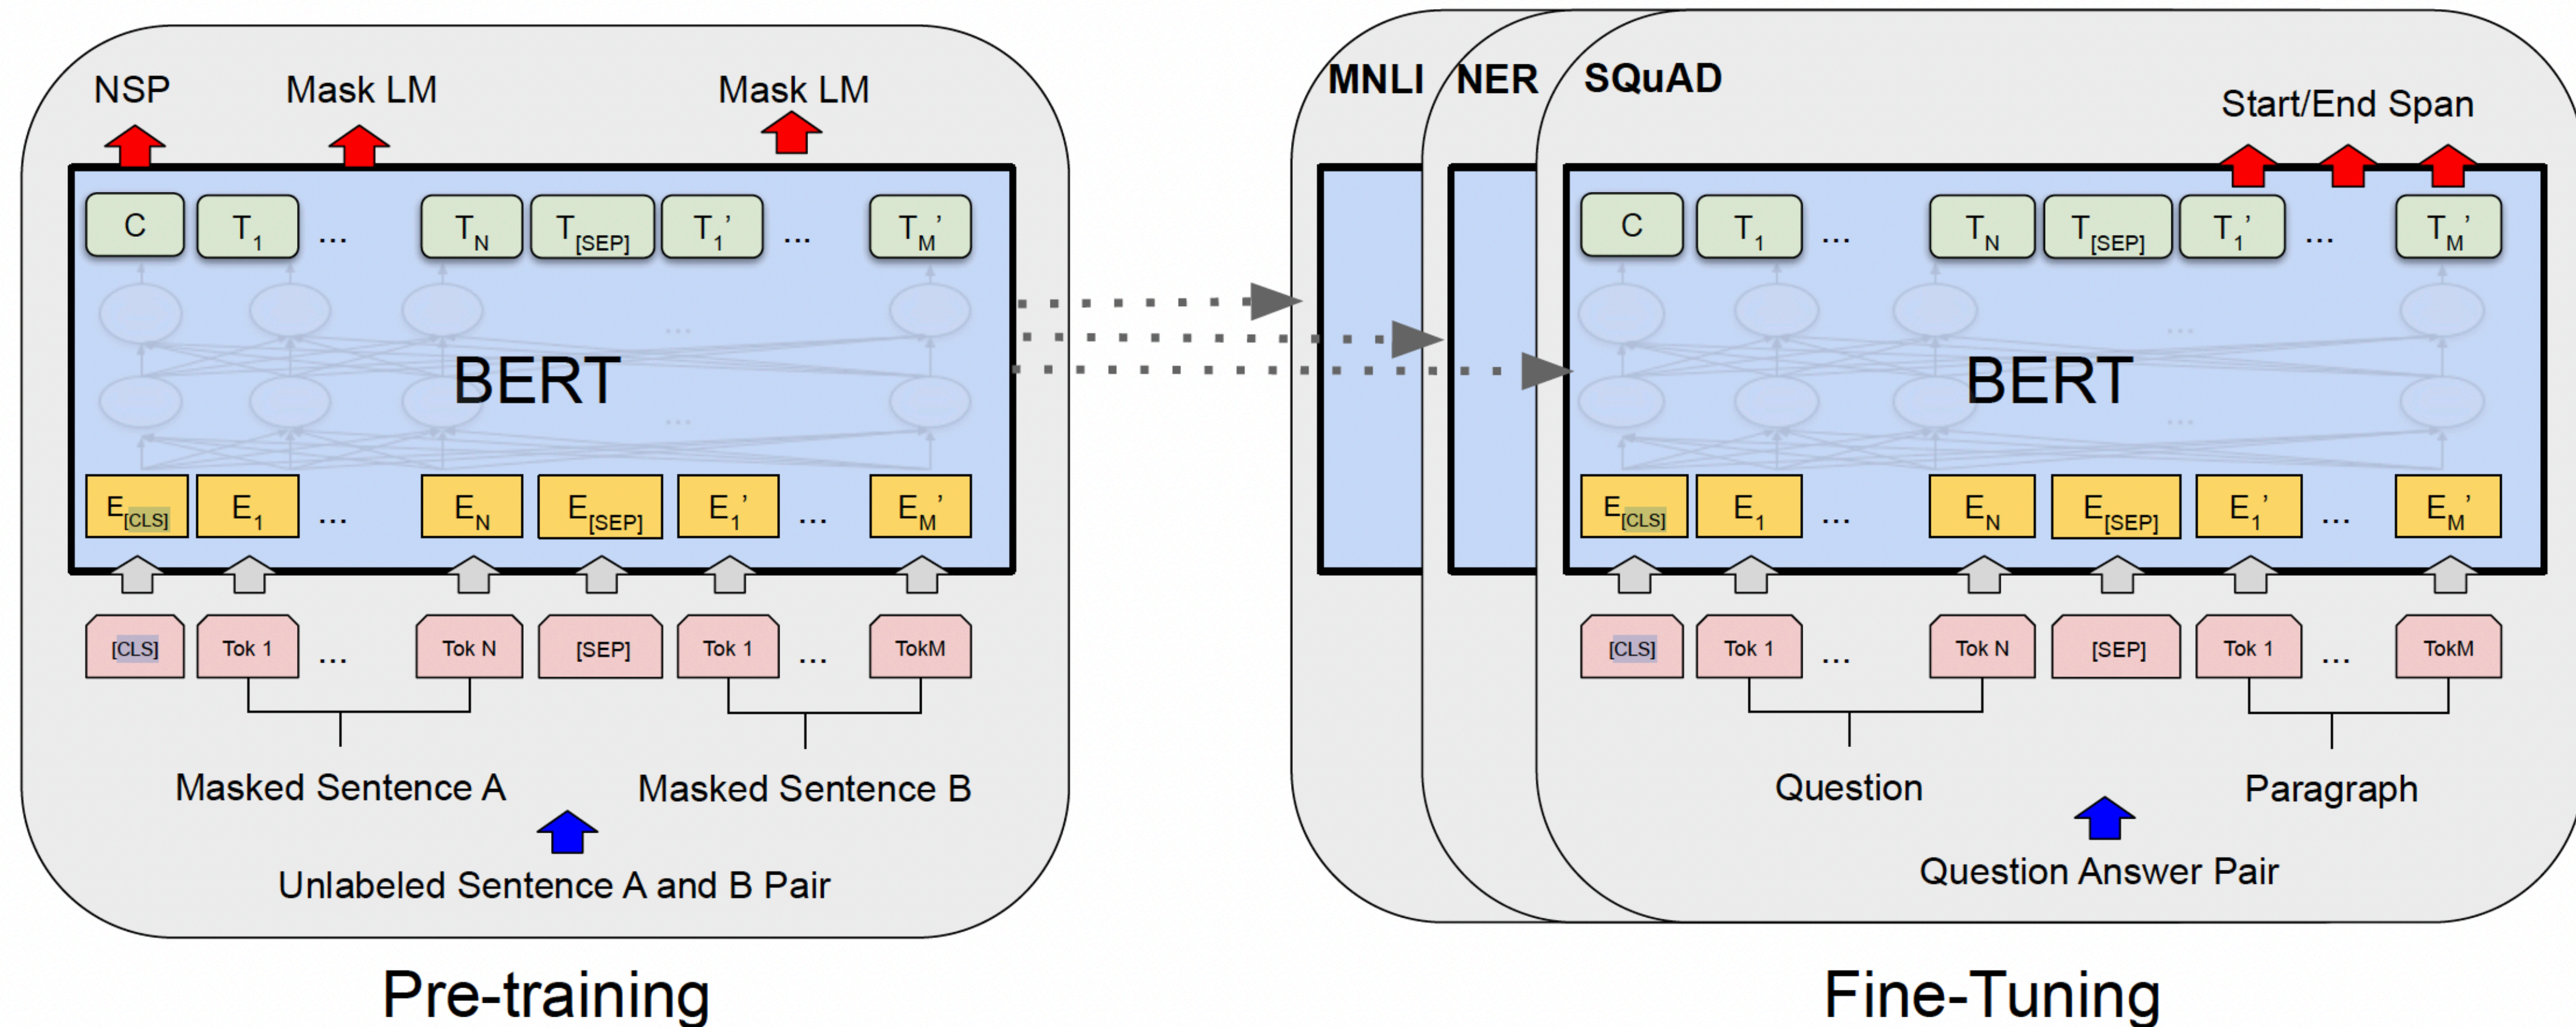 NSP Mask LM Mask LM
C T1 ... TN T[SEP] T1’ ... TM’
...
BERT
...
E[CLS] E1 ... EN E[SEP] E1’ ... EM’
[CLS] Tok 1 ... Tok N [SEP] Tok 1 ... TokM
Masked Sentence A Masked Sentence B
Unlabeled Sentence A and B Pair
Pre-training
MNLI NER SQuAD
Start/End Span
C T1 ... TN T[SEP] T1’ ... TM’
...
BERT
...
E[CLS] E1 ... EN E[SEP] E1’ ... EM’
[CLS] Tok 1 ... Tok N [SEP] Tok 1 ... TokM
Question Paragraph
Question Answer Pair
Fine-Tuning